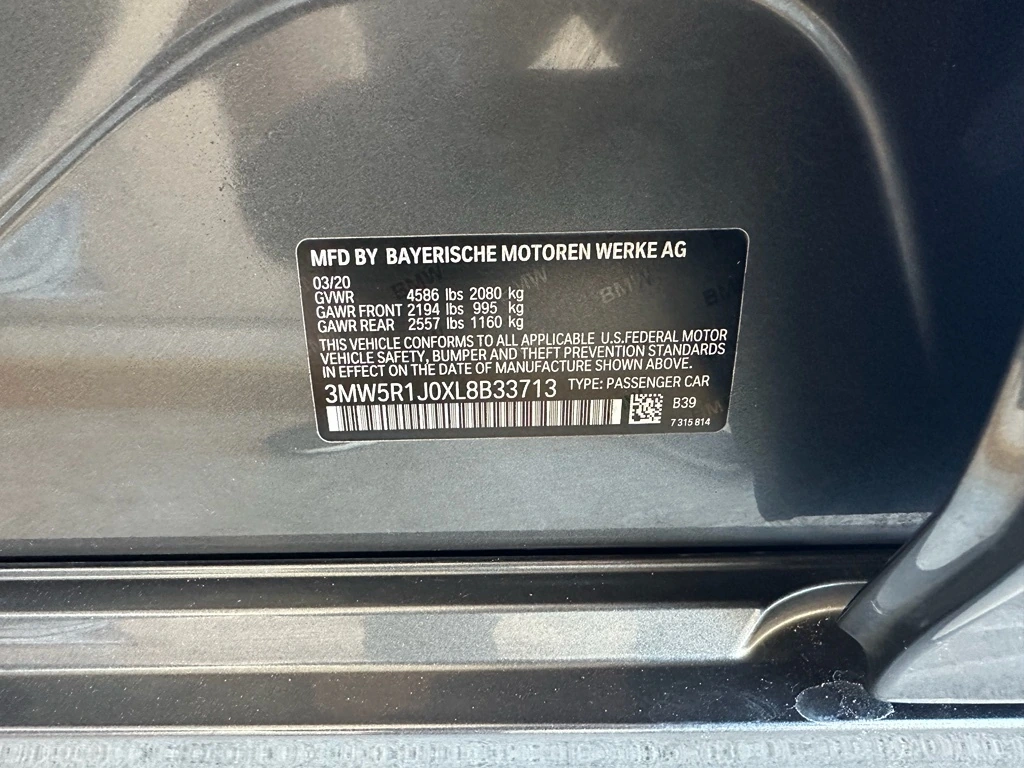 MFD BY BAYERISCHE MOTOREN WERKE AG
03/20
GVWR 4586 lbs 2080 kg
GAWR FRONT 2194 lbs 995 kg
GAWR REAR 2557 lbs 1160 kg
THIS VEHICLE CONFORMS TO ALL APPLICABLE U.S.FEDERAL MOTOR
VEHICLE SAFETY, BUMPER AND THEFT PREVENTION STANDARDS
IN EFFECT ON THE DATE OF MANUFACTURE SHOWN ABOVE.
3MW5R1J0XL8B33713 TYPE: PASSENGER CAR
B39
7 315 814